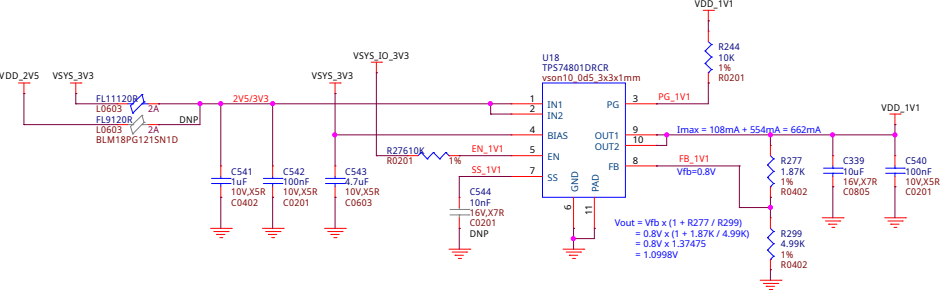 VDD_1V1
R244
10K
1%
R0201
VDD_2V5
VSYS_3V3
VSYS_3V3
VSYS_IO_3V3
U18
TPS74801DRCR
vson10_0d5_3x3x1mm
FL11120R
L0603
2A
FL9120R
L0603
2A
BLM18PG121SN1D
DNP
2V5/3V3
1
IN1
2
IN2
4
BIAS
5
EN
7
SS
PG
3
PG_1V1
OUT1
9
OUT2
10
FB
8
GND
PAD
6
11
R27610K
R0201
1%
EN_1V1
SS_1V1
VDD_1V1
Imax = 108mA + 554mA = 662mA
FB_1V1
Vfb=0.8V
C541
1uF
10V,X5R
C0402
C542
100nF
10V,X5R
C0201
C543
4.7uF
10V,X5R
C0603
C544
10nF
16V,X7R
C0201
DNP
R277
1.87K
1%
R0402
C339
10uF
16V,X7R
C0805
C540
100nF
10V,X5R
C0201
Vout = Vfb x (1 + R277 / R299)
= 0.8V x (1 + 1.87K / 4.99K)
= 0.8V x 1.37475
= 1.0998V
R299
4.99K
1%
R0402